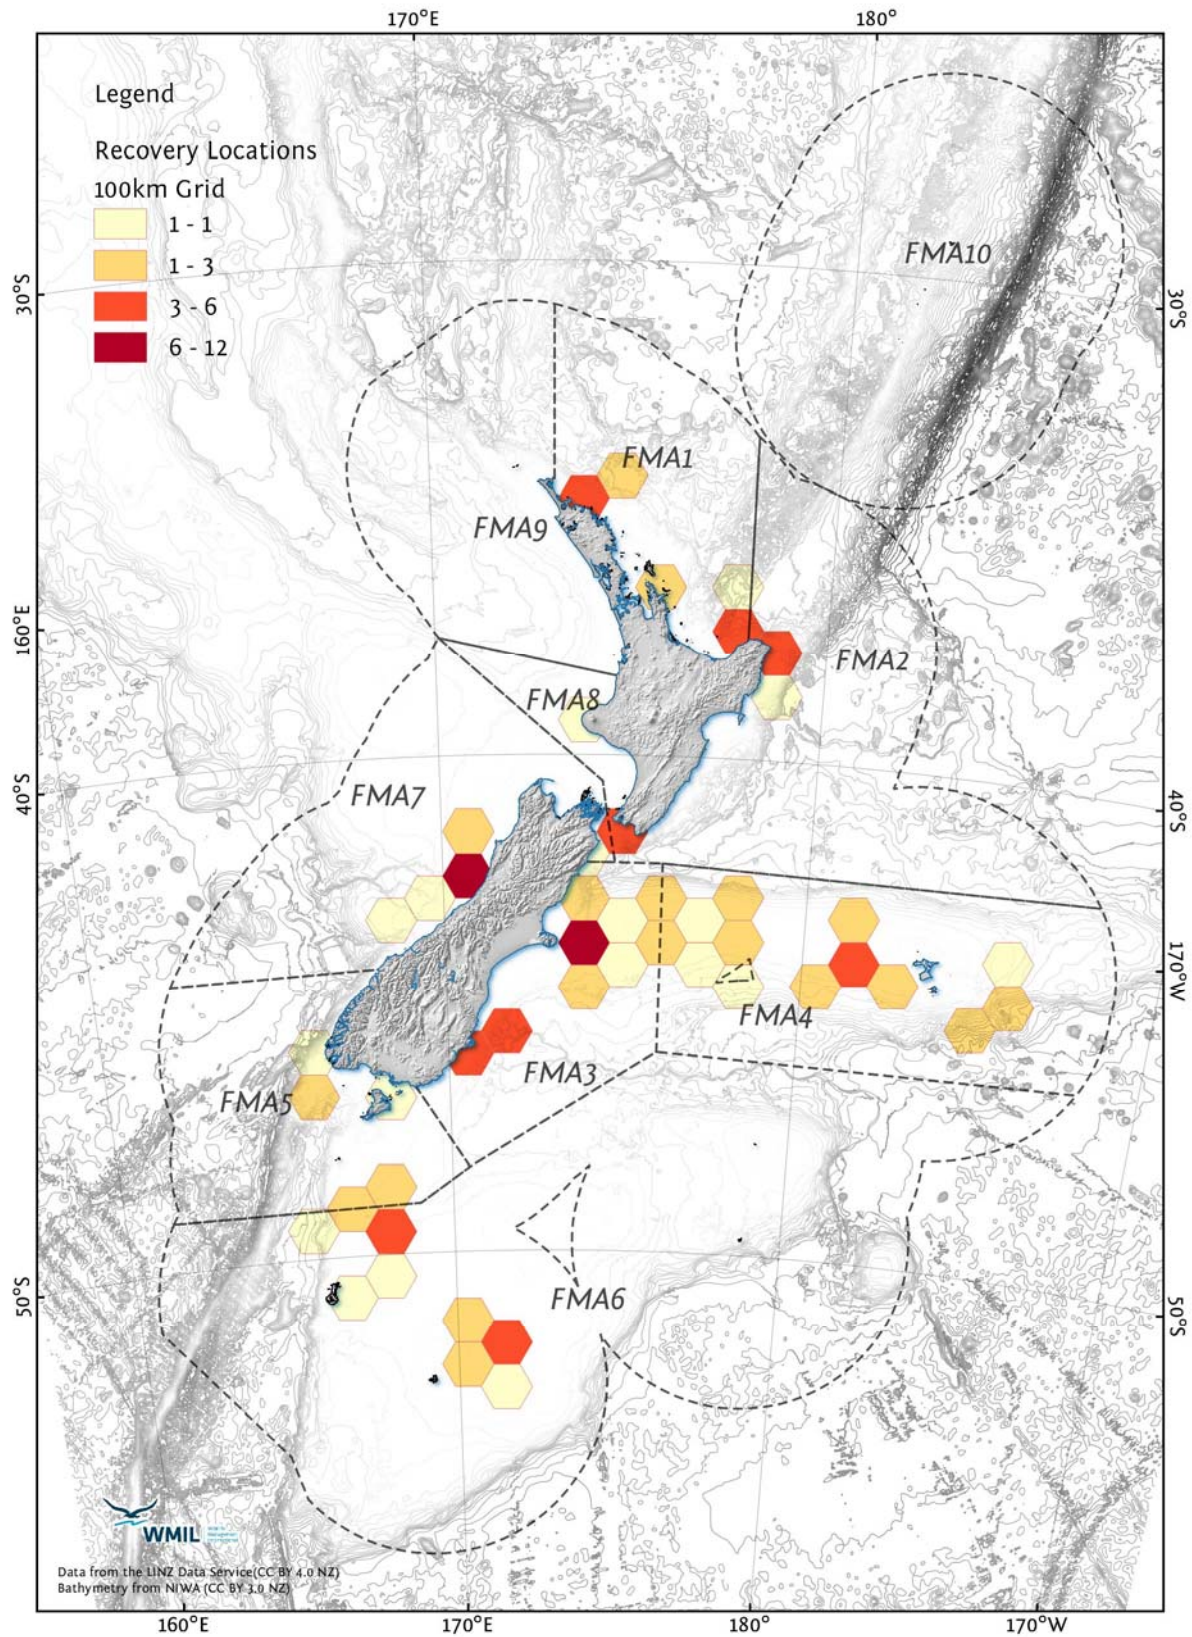 170°E
180°
Legend
Recovery Locations
100km Grid
1 - 1
1 - 3
3 - 6
6 - 12
FMA10
30°S
30°S
FMA1
FMA9
160°E
FMA2
FMA8
FMA7
40°S
40°S
170°W
FMA4
FMA3
FMA5
50°S
50°S
FMA6
WMIL
Data from the LINZ Data Service(CC BY 4.0 NZ)
Bathymetry from NIWA (CC BY 3.0 NZ)
160°E
170°E
180°
170°W